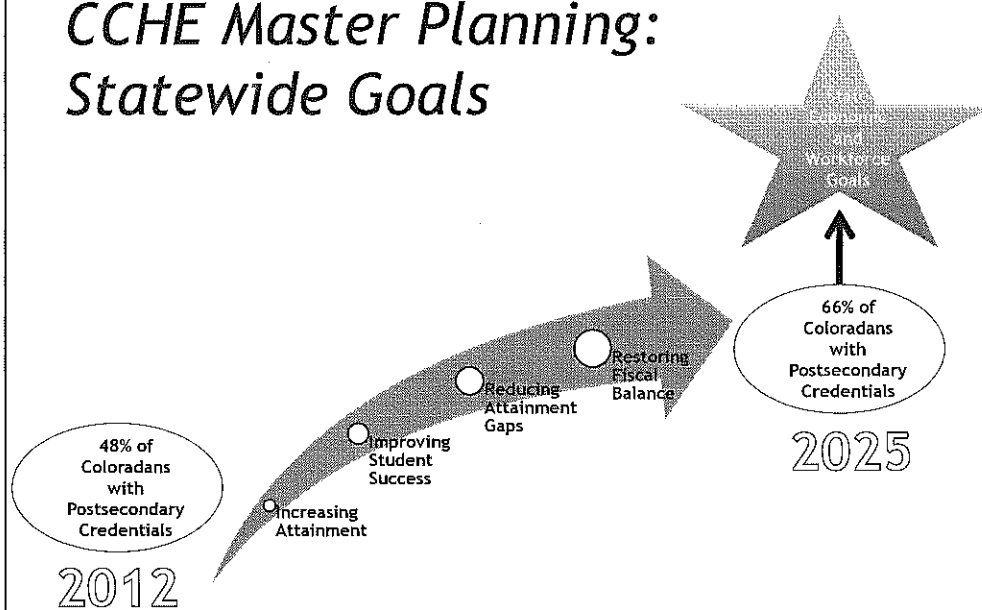 CCHE Master Planning:
Statewide Goals
State
Economic
and
Workforce
Goals
66% of
Coloradans
with
Postsecondary
Credentials
2025
Restoring
Fiscal
Balance
Reducing
Attainment
Gaps
Improving
Student
Success
Increasing
Attainment
48% of
Coloradans
with
Postsecondary
Credentials
2012